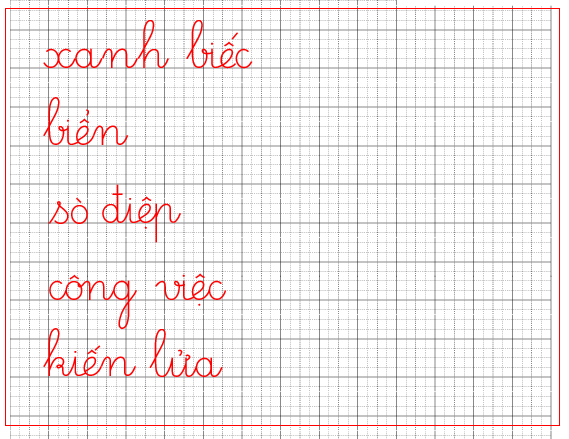 xanh biếc
biển
sò điệp
công việc
kiến lửa